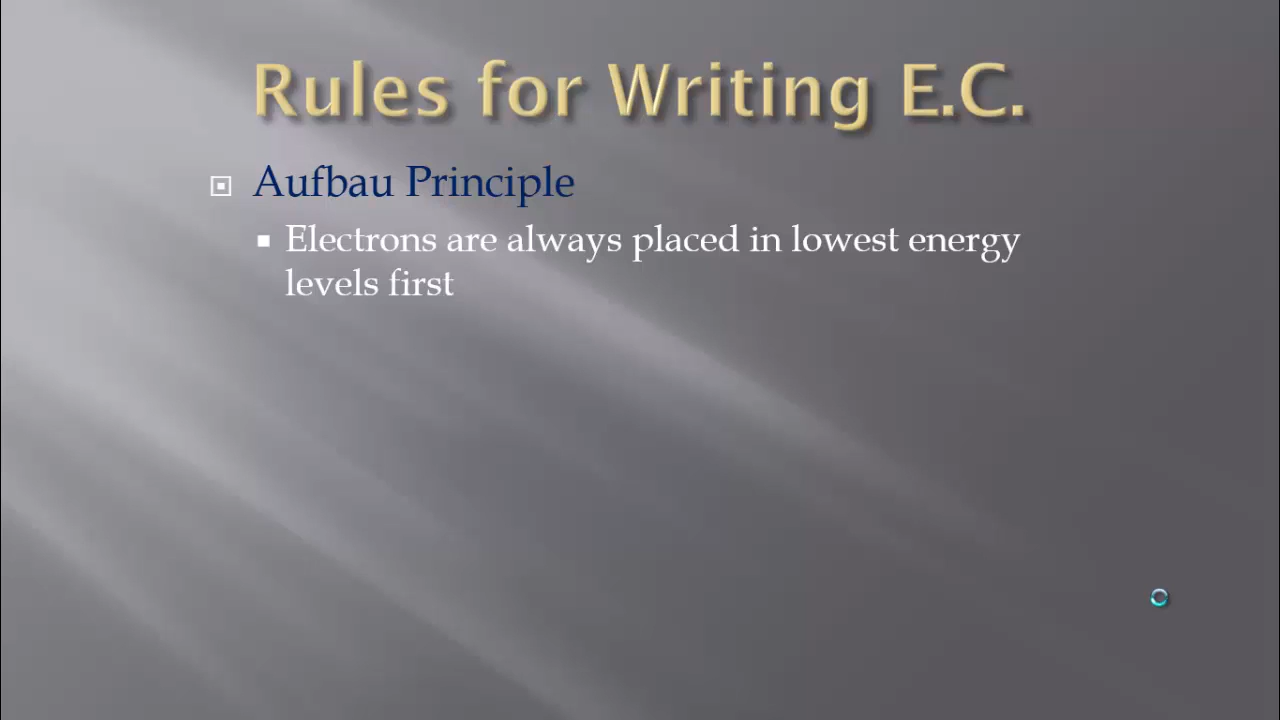 Rules for Writing E.C.
Aufbau Principle
Electrons are always placed in lowest energy
levels first